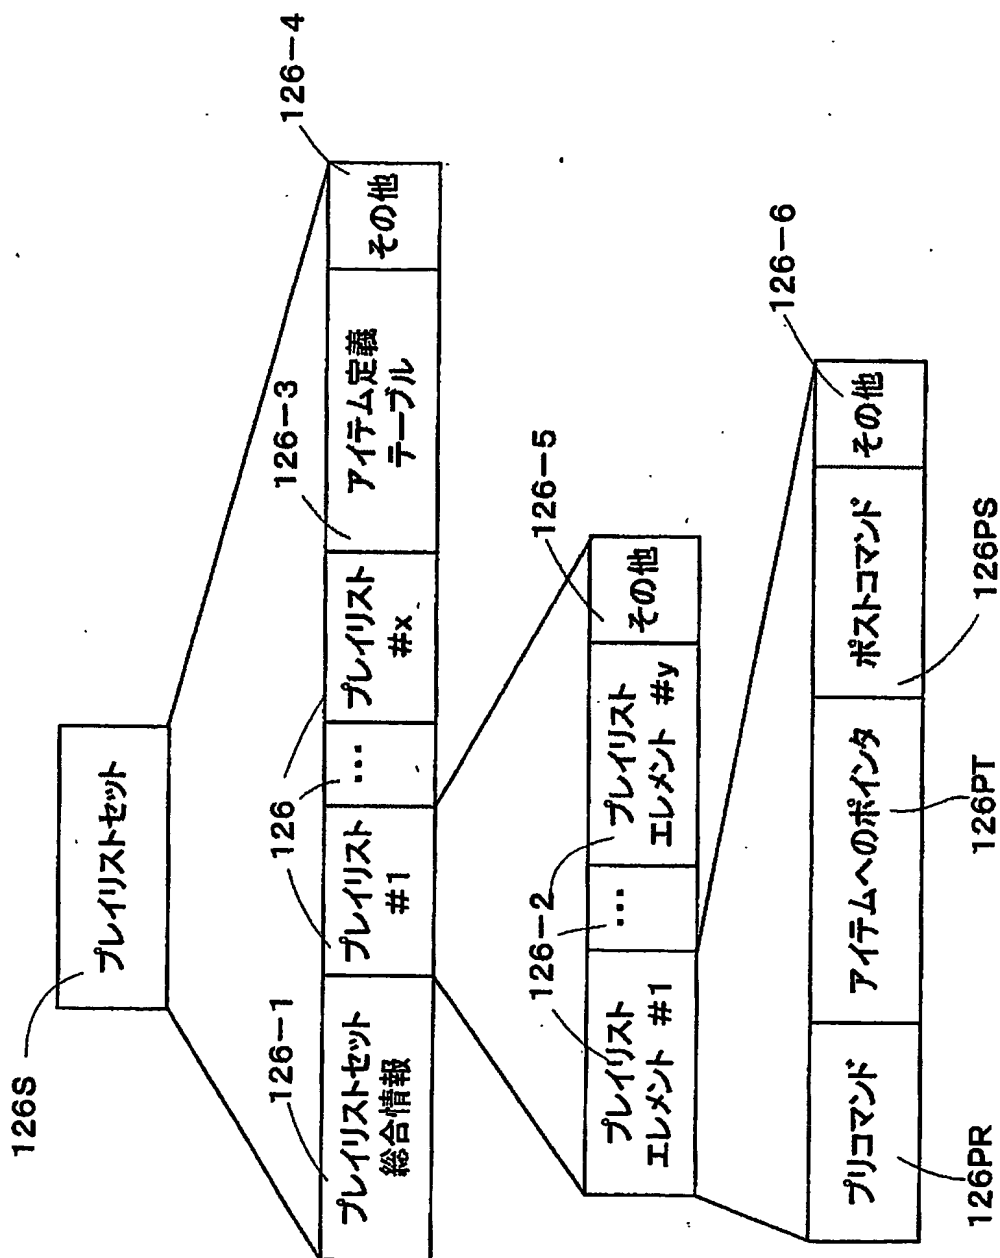 126S
プレイリストセット
126-1
126
126-3
126-4
プレイリストセット
総合情報
プレイリスト
#1
...
プレイリスト
#x
アイテム定義
テーブル
その他
126-2
126-5
プレイリスト
エレメント #1
...
プレイリスト
エレメント #y
その他
126-6
プリコマンド
アイテムへのポインタ
ポストコマンド
その他
126PR
126PT
126PS